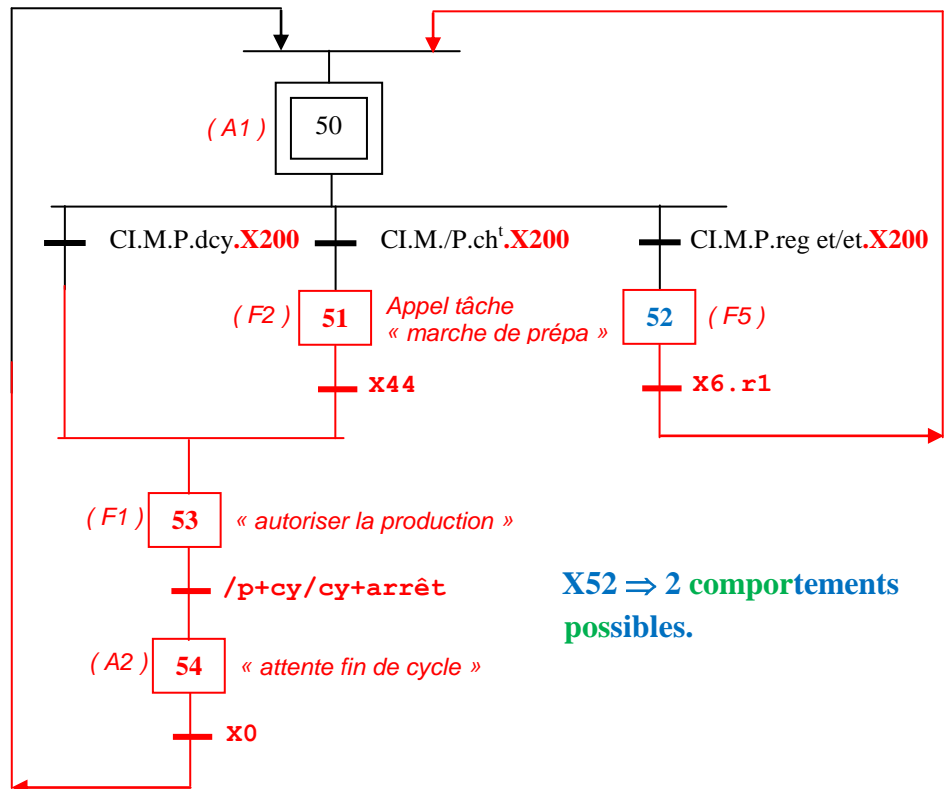 ( A1 ) 50
CI.M.P.dcy.X200 CI.M./P.chᵗ.X200 CI.M.P.reg et/et.X200
( F2 ) 51 Appel tâche
« marche de prépa »
52 ( F5 )
X44 X6.r1
( F1 ) 53 « autoriser la production »
/p+cy/cy+arrêt
X52 ⇒ 2 comportements
possibles.
( A2 ) 54 « attente fin de cycle »
X0